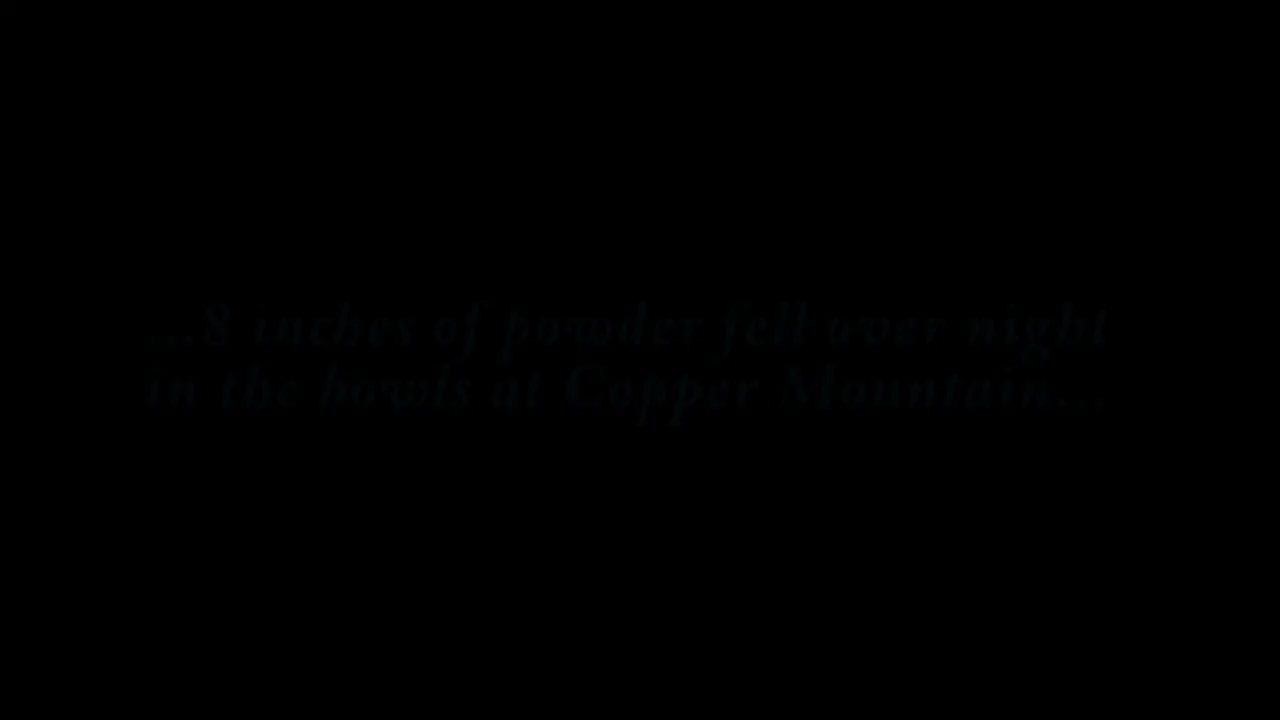 ...8 inches of powder fell over night
in the bowls at Copper Mountain...